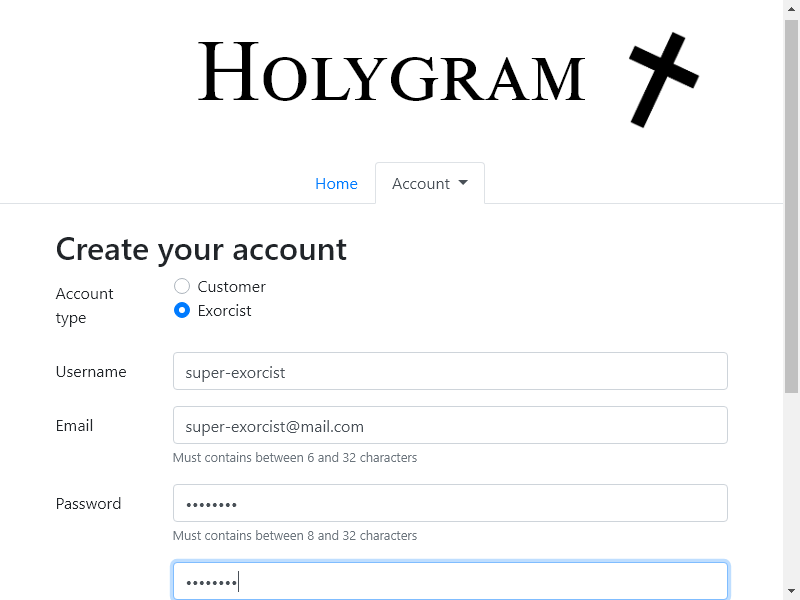 HOLYGRAM
Home
Account
Create your account
Account type
Customer
Exorcist
Username
super-exorcist
Email
super-exorcist@mail.com
Must contains between 6 and 32 characters
Password
••••••••
Must contains between 8 and 32 characters
••••••••